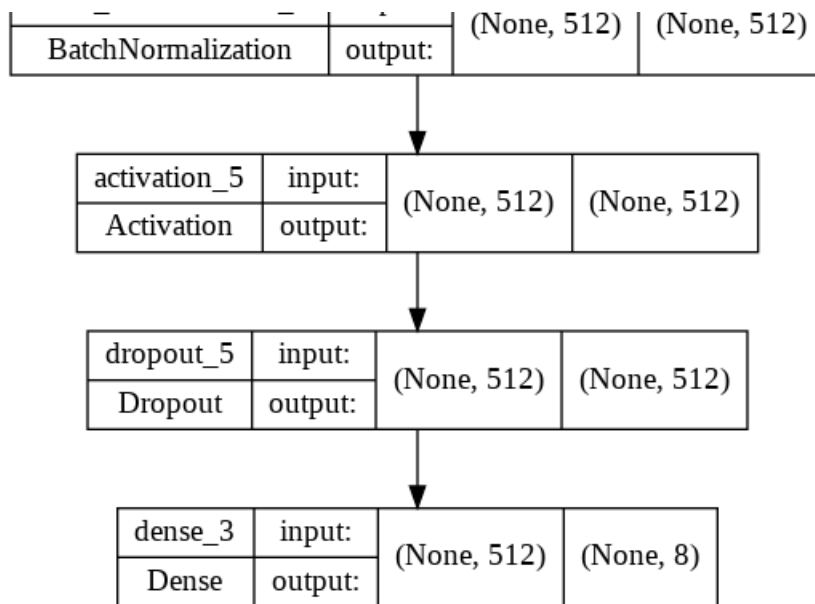 (None, 512) (None, 512)
BatchNormalization output:
activation_5 input:
(None, 512) (None, 512)
Activation output:
dropout_5 input:
(None, 512) (None, 512)
Dropout output:
dense_3 input:
(None, 512) (None, 8)
Dense output: